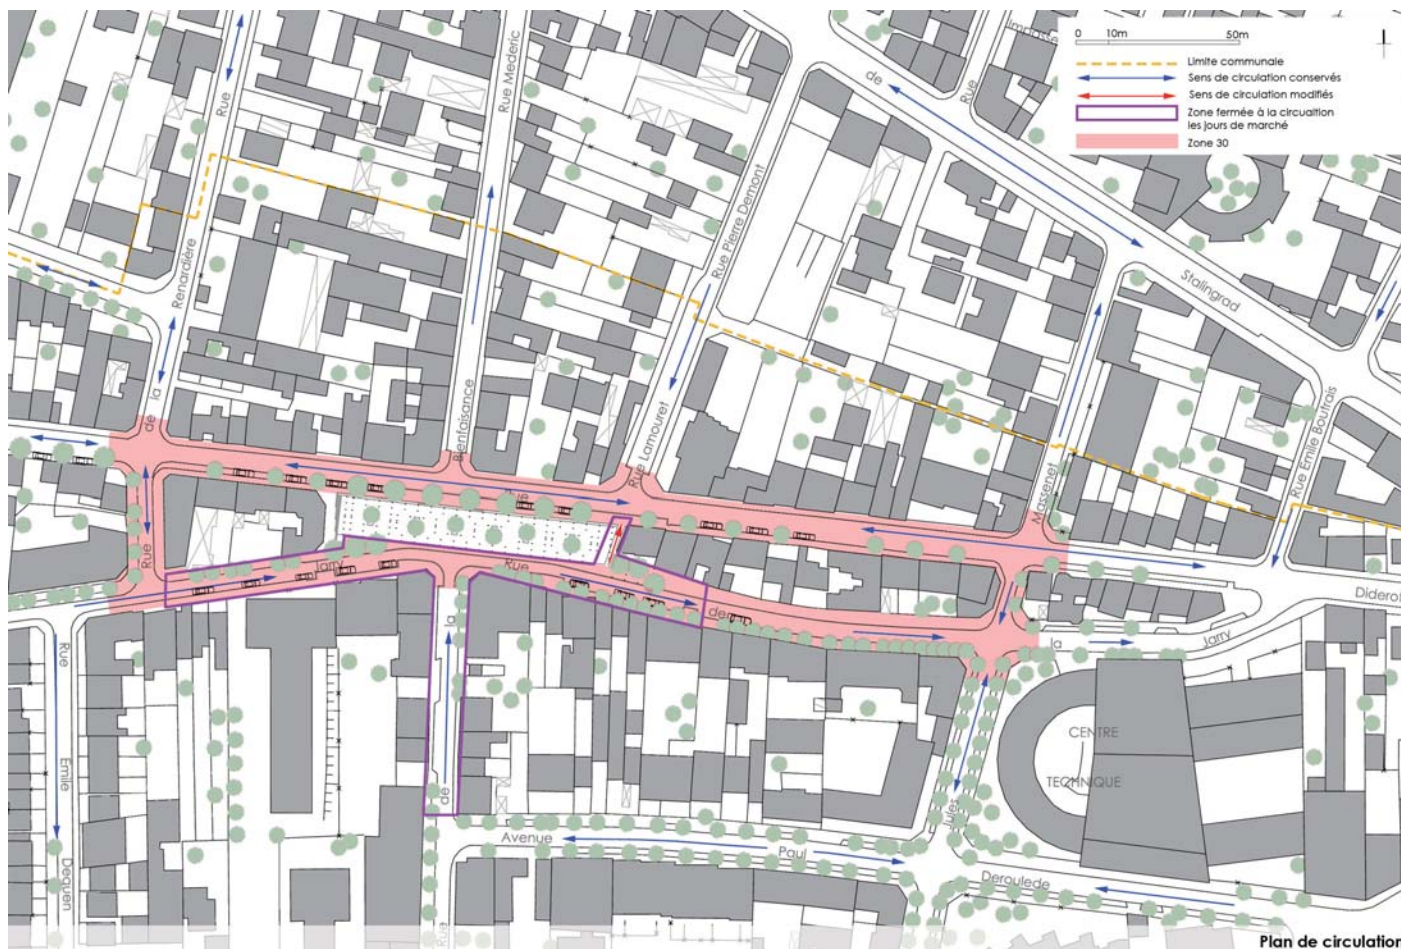 0 10m 50m
Limite communale
Sens de circulation conservés
Sens de circulation modifiés
Zone fermée à la circualtion
les jours de marché
Zone 30
Impasse
Rue
de
Stalingrad
Rue Mederic
Rue
Renardière
de la
Rue Pierre Demont
Bienfaisance
Rue Lamouret
Massenet
Rue Emile Boutrais
Rue
Rue
Jarry
Rue
de
la
Jarry
Diderot
Rue
Emile
Dequen
la
de
Rue
CENTRE
TECHNIQUE
Jules
Avenue
Paul
Deroulede
Plan de circulation